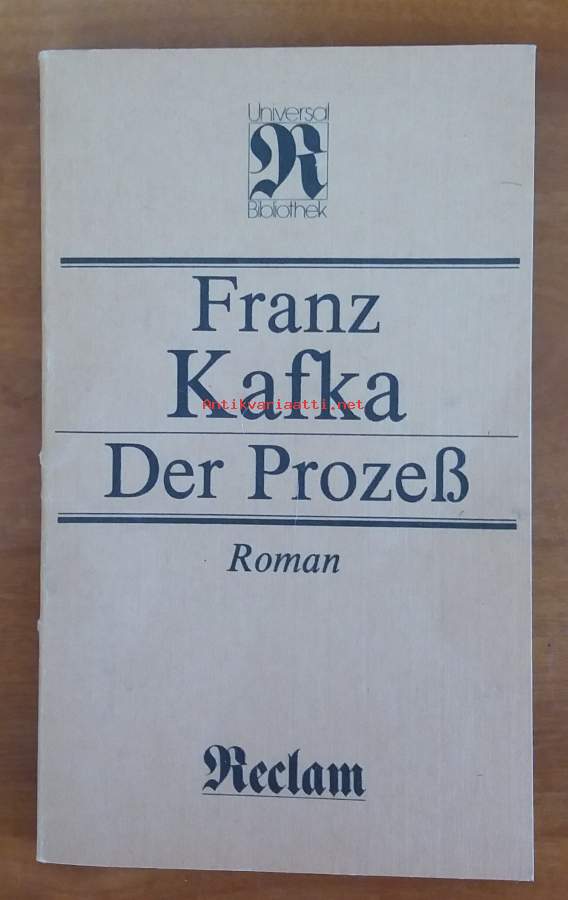 Universal
R
Bibliothek
Franz
Kafka
Antikvariaatti.net
Der Prozeß
Roman
Reclam